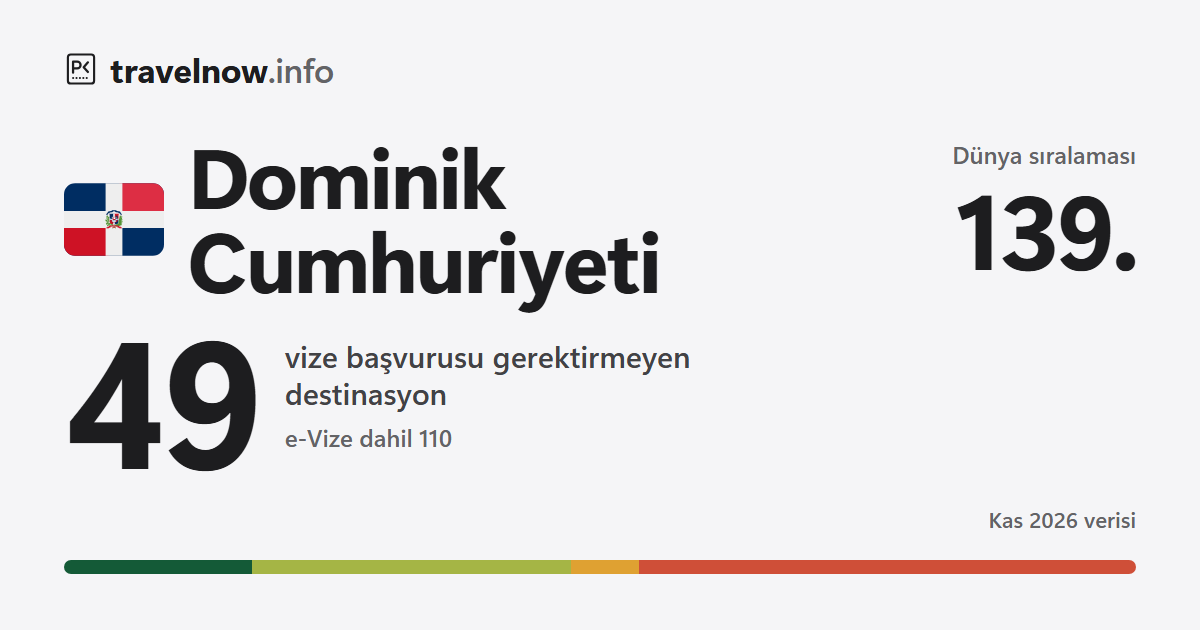 travelnow.info
Dominik
Cumhuriyeti
Dünya sıralaması
139.
49
vize başvurusu gerektirmeyen
destinasyon
e-Vize dahil 110
Kas 2026 verisi